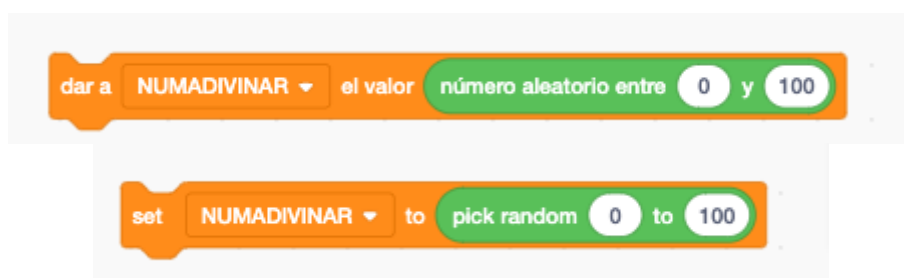 dar a NUMADIVINAR el valor número aleatorio entre 0 y 100
set NUMADIVINAR to pick random 0 to 100